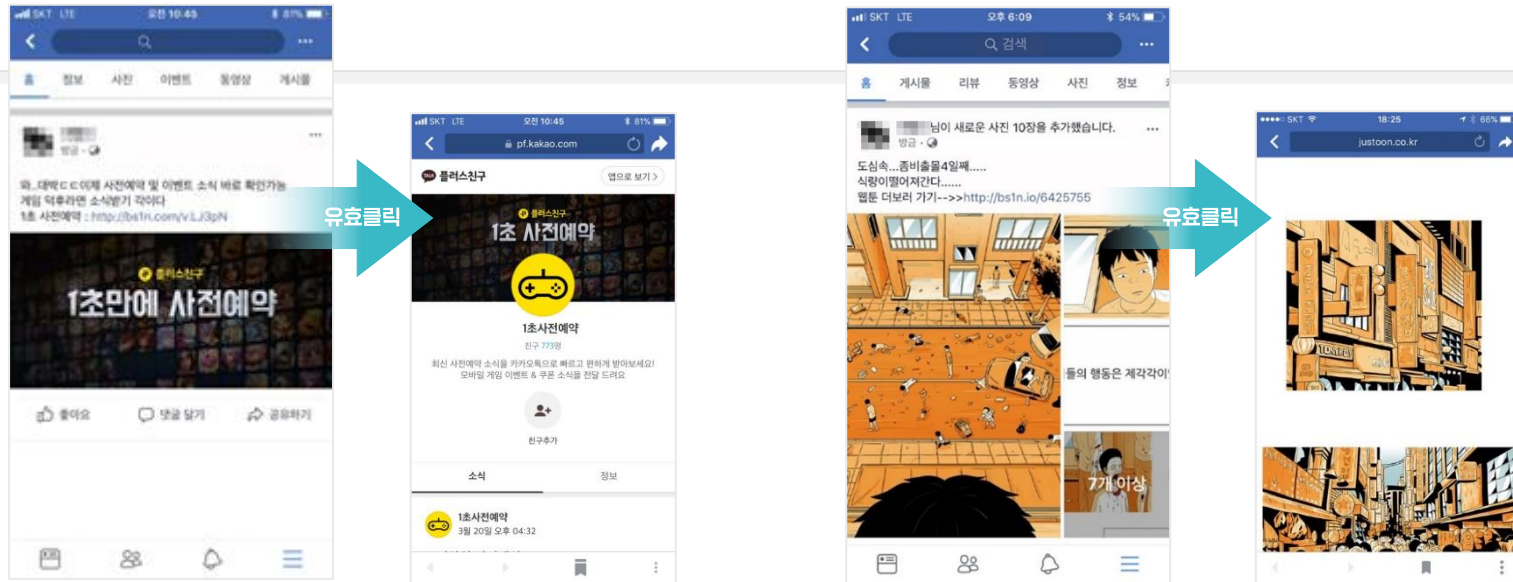 SKT LTE 오전 10:45 81%
홈 정보 사진 이벤트 동영상 게시물
방금
와..대박ㄷㄷ이제 사전예약 및 이벤트 소식 바로 확인가능
게임 덕후라면 소식받기 각이다
1초 사전예약 : http://bs1n.com/v.LJ3pN
플러스친구
1초만에 사전예약
좋아요 댓글 달기 공유하기
유효클릭
SKT LTE 오전 10:45 81%
pf.kakao.com
TALK 플러스친구 앱으로 보기 >
플러스친구
1초 사전예약
1초사전예약
친구 773명
최신 사전예약 소식을 카카오톡으로 빠르고 편하게 받아보세요!
모바일 게임 이벤트 & 쿠폰 소식을 전달 드려요
친구추가
소식 정보
1초사전예약
3월 20일 오후 04:32
SKT LTE 오후 6:09 54%
검색
홈 게시물 리뷰 동영상 사진 정보
님이 새로운 사진 10장을 추가했습니다.
방금
도심속...좀비출몰4일째.....
식량이떨어져간다......
웹툰 더보러 가기-->>http://bs1n.io/6425755
들의 행동은 제각각이
7개 이상
유효클릭
SKT 18:25 66%
justoon.co.kr